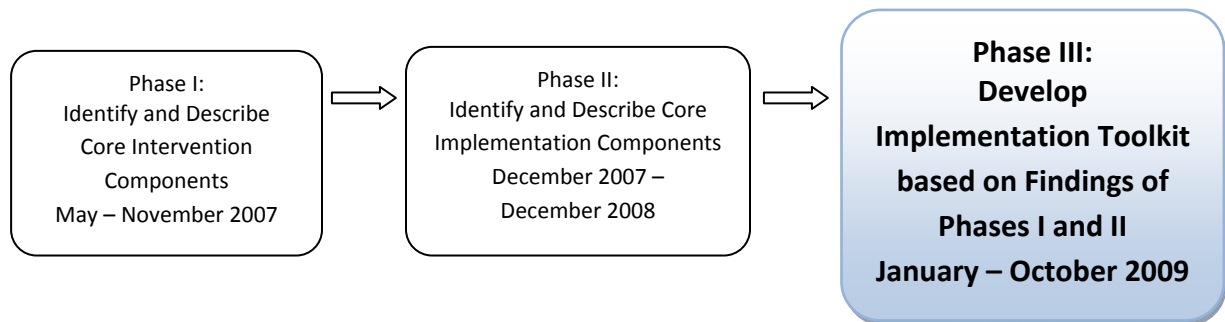 Phase I:
Identify and Describe
Core Intervention
Components
May – November 2007
Phase II:
Identify and Describe Core
Implementation Components
December 2007 –
December 2008
Phase III:
Develop
Implementation Toolkit
based on Findings of
Phases I and II
January – October 2009